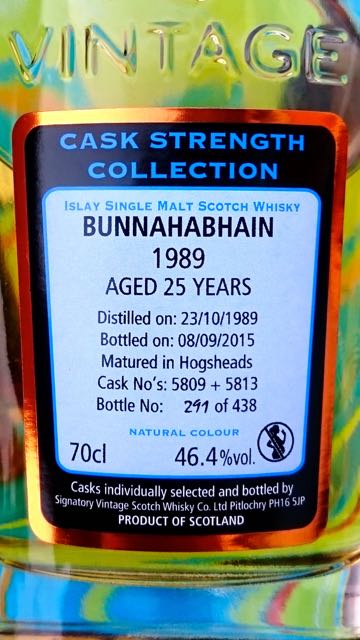 VINTAGE
CASK STRENGTH
COLLECTION
ISLAY SINGLE MALT SCOTCH WHISKY
BUNNAHABHAIN
1989
AGED 25 YEARS
Distilled on: 23/10/1989
Bottled on: 08/09/2015
Matured in Hogsheads
Cask No's: 5809 + 5813
Bottle No: 291 of 438
NATURAL COLOUR
70cl 46.4%vol.
Casks individually selected and bottled by
Signatory Vintage Scotch Whisky Co. Ltd Pitlochry PH16 5JP
PRODUCT OF SCOTLAND